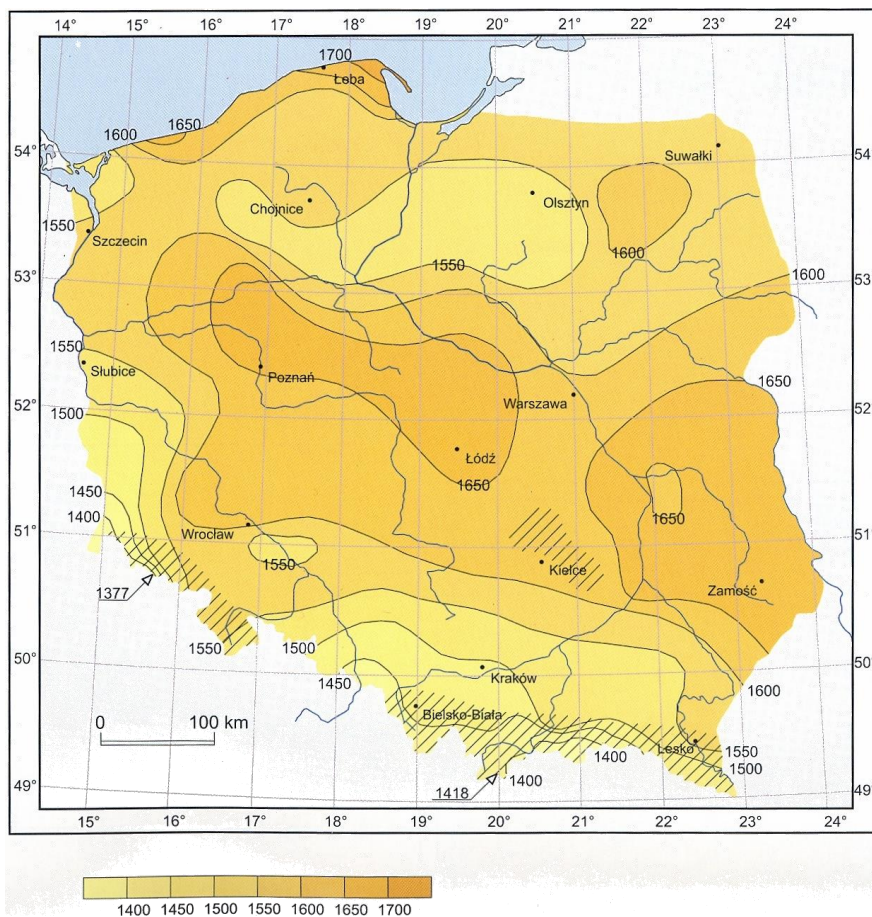 14° 15° 16° 17° 18° 19° 20° 21° 22° 23° 24°
1700
Łeba
1600
1650
54°
54°
Suwałki
Chojnice
Olsztyn
1550
Szczecin
1550
1600
53°
1600
53°
1550
Słubice
Poznań
1650
Warszawa
52°
52°
1500
Łódź
1650
1450
1650
1400
51°
Wrocław
51°
1550
Kielce
1377
Zamość
1550
1500
50°
50°
Kraków
1450
1600
0 100 km
Bielsko-Biała
Lesko
1550
1400
1500
1400
49°
1418
49°
15° 16° 17° 18° 19° 20° 21° 22° 23° 24°
1400 1450 1500 1550 1600 1650 1700